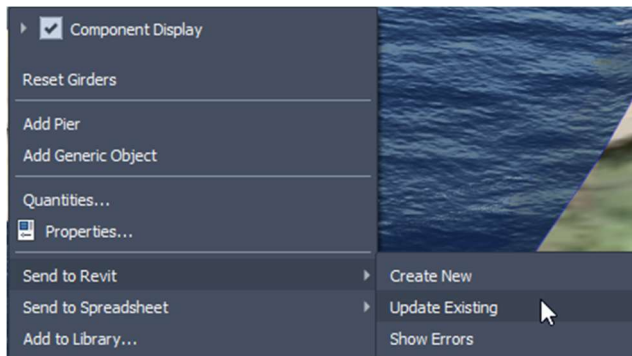 Component Display
Reset Girders
Add Pier
Add Generic Object
Quantities...
Properties...
Send to Revit
Create New
Send to Spreadsheet
Update Existing
Add to Library...
Show Errors